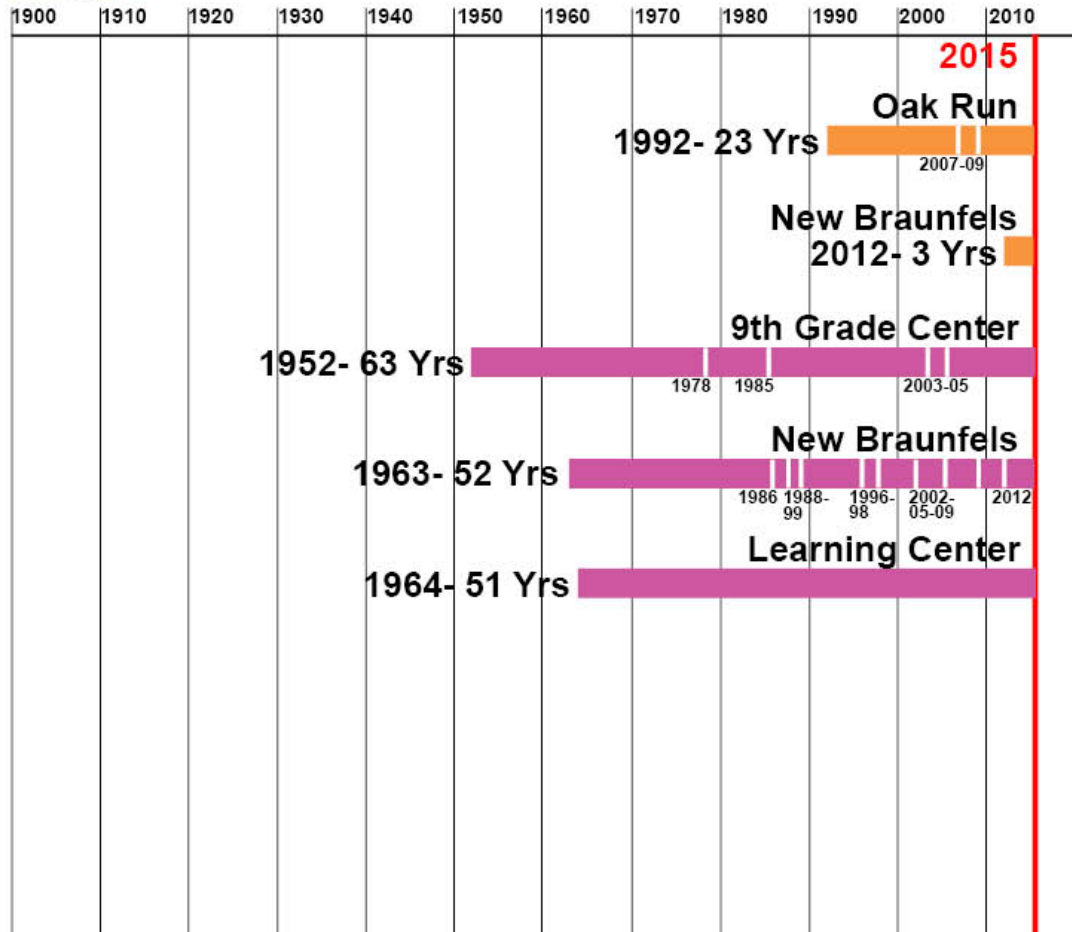 1900 1910 1920 1930 1940 1950 1960 1970 1980 1990 2000 2010
2015
Oak Run
1992- 23 Yrs
2007-09
New Braunfels
2012- 3 Yrs
9th Grade Center
1952- 63 Yrs
1978 1985 2003-05
New Braunfels
1963- 52 Yrs
1986 1988- 1996- 2002- 2012
99 98 05-09
Learning Center
1964- 51 Yrs